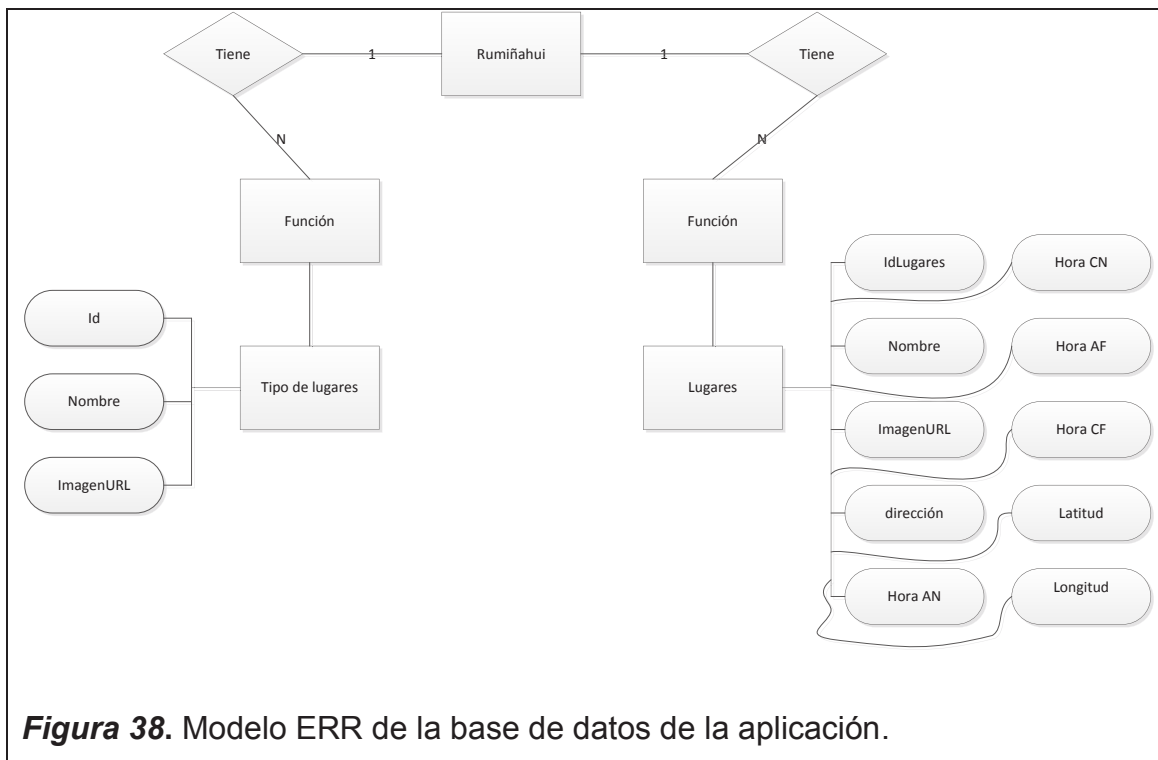 Tiene
1
Rumiñahui
1
Tiene
N
N
Función
Función
IdLugares
Hora CN
Id
Nombre
Hora AF
Tipo de lugares
Lugares
Nombre
ImagenURL
Hora CF
ImagenURL
dirección
Latitud
Hora AN
Longitud
Figura 38. Modelo ERR de la base de datos de la aplicación.